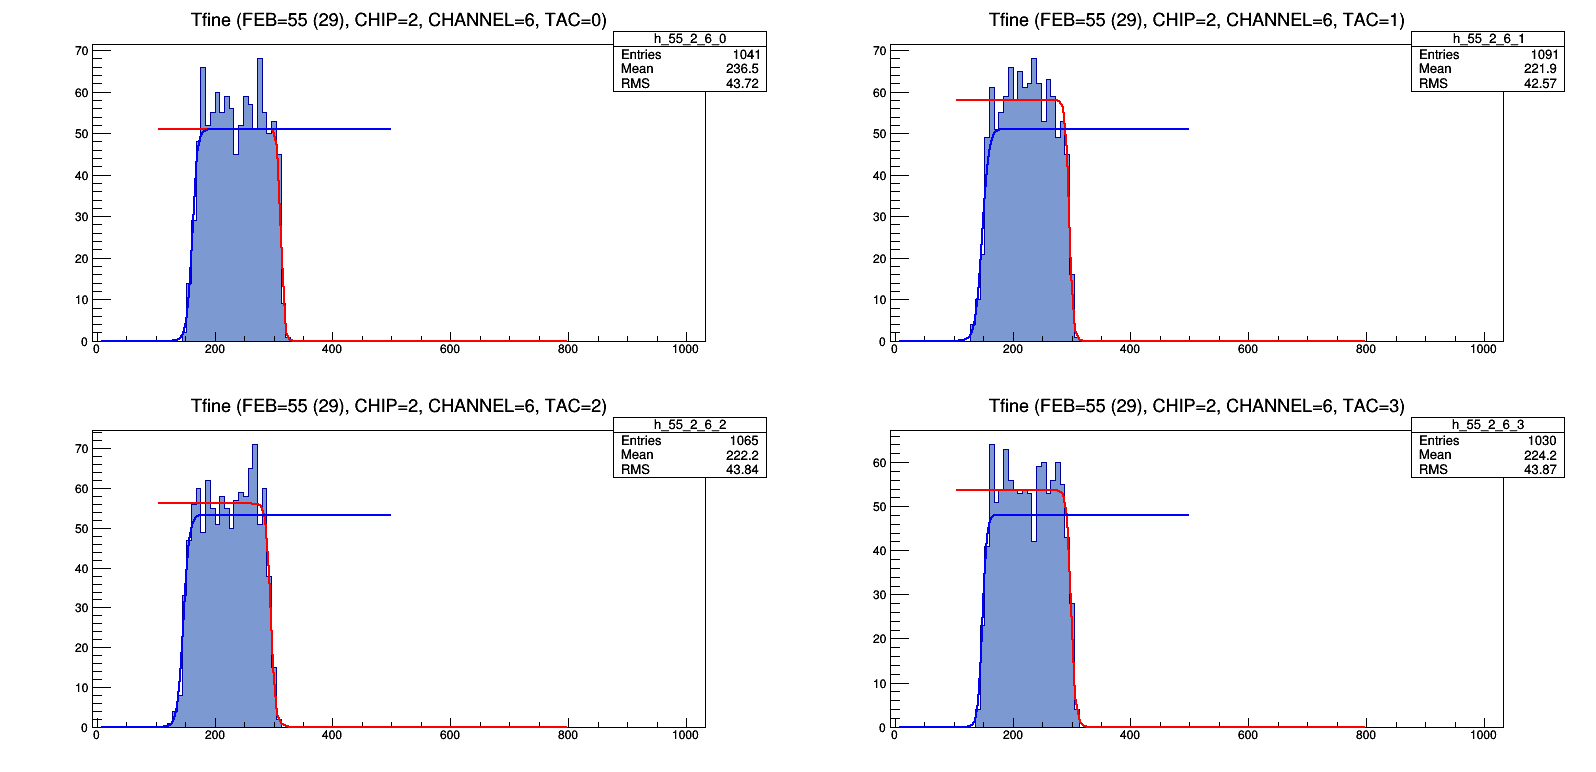 Tfine (FEB=55 (29), CHIP=2, CHANNEL=6, TAC=0)
h_55_2_6_0
Entries 1041
Mean 236.5
RMS 43.72
70
60
50
40
30
20
10
0
0 200 400 600 800 1000
Tfine (FEB=55 (29), CHIP=2, CHANNEL=6, TAC=1)
h_55_2_6_1
Entries 1091
Mean 221.9
RMS 42.57
70
60
50
40
30
20
10
0
0 200 400 600 800 1000
Tfine (FEB=55 (29), CHIP=2, CHANNEL=6, TAC=2)
h_55_2_6_2
Entries 1065
Mean 222.2
RMS 43.84
70
60
50
40
30
20
10
0
0 200 400 600 800 1000
Tfine (FEB=55 (29), CHIP=2, CHANNEL=6, TAC=3)
h_55_2_6_3
Entries 1030
Mean 224.2
RMS 43.87
60
50
40
30
20
10
0
0 200 400 600 800 1000